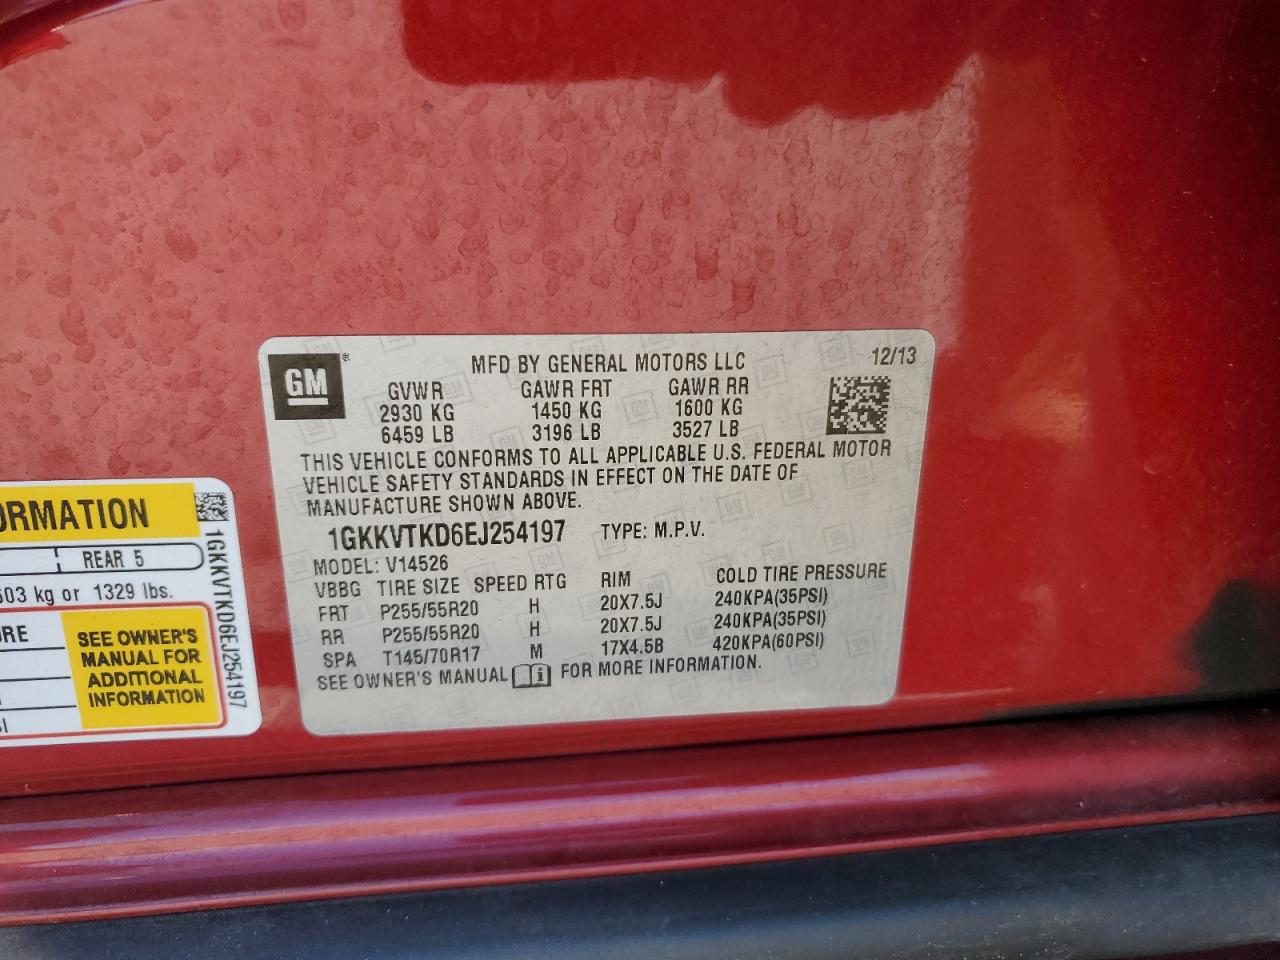 GM ®
MFD BY GENERAL MOTORS LLC 12/13
GVWR GAWR FRT GAWR RR
2930 KG 1450 KG 1600 KG
6459 LB 3196 LB 3527 LB
THIS VEHICLE CONFORMS TO ALL APPLICABLE U.S. FEDERAL MOTOR
VEHICLE SAFETY STANDARDS IN EFFECT ON THE DATE OF
MANUFACTURE SHOWN ABOVE.
1GKKVTKD6EJ254197 TYPE: M.P.V.
MODEL: V14526
VBBG TIRE SIZE SPEED RTG RIM COLD TIRE PRESSURE
FRT P255/55R20 H 20X7.5J 240KPA(35PSI)
RR P255/55R20 H 20X7.5J 240KPA(35PSI)
SPA T145/70R17 M 17X4.5B 420KPA(60PSI)
SEE OWNER'S MANUAL FOR MORE INFORMATION.
ORMATION
REAR 5
503 kg or 1329 lbs.
URE
SEE OWNER'S
MANUAL FOR
ADDITIONAL
INFORMATION
SI
1GKKVTKD6EJ254197